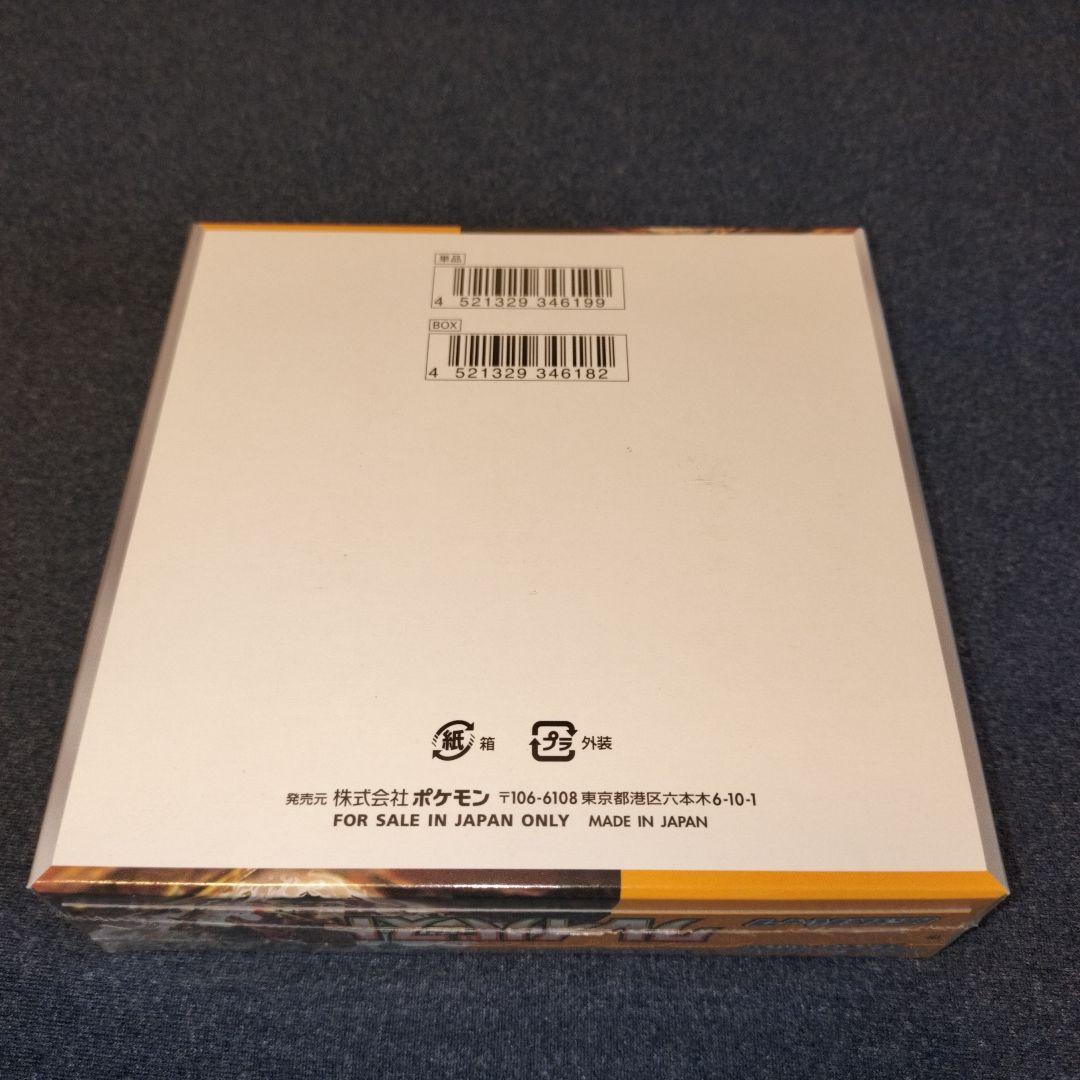 単品
4 521329 346199
BOX
4 521329 346182
紙 箱 プラ 外装
発売元 株式会社ポケモン 〒106-6108 東京都港区六本木6-10-1
FOR SALE IN JAPAN ONLY MADE IN JAPAN